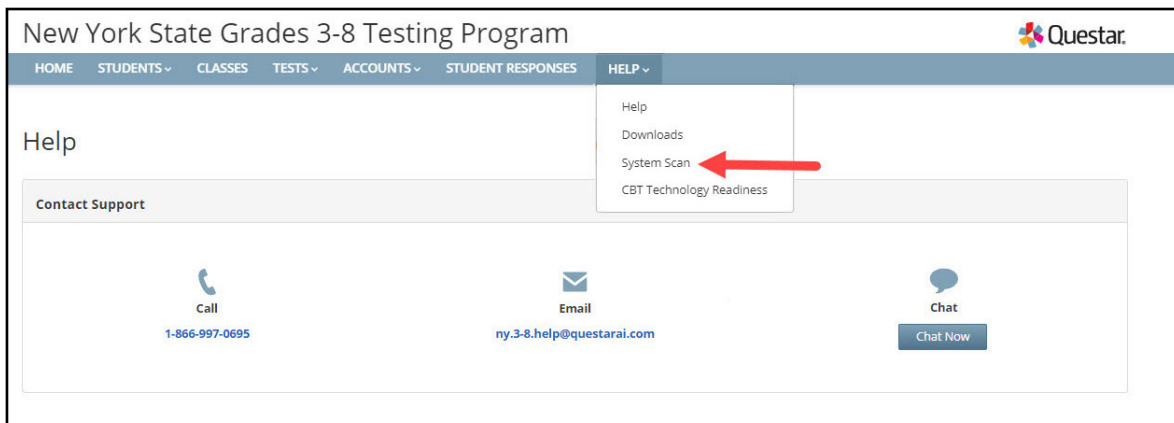 New York State Grades 3-8 Testing Program
Questar.
HOME STUDENTS CLASSES TESTS ACCOUNTS STUDENT RESPONSES HELP
Help
Downloads
System Scan
CBT Technology Readiness
Help
Contact Support
Call
1-866-997-0695
Email
ny.3-8.help@questarai.com
Chat
Chat Now